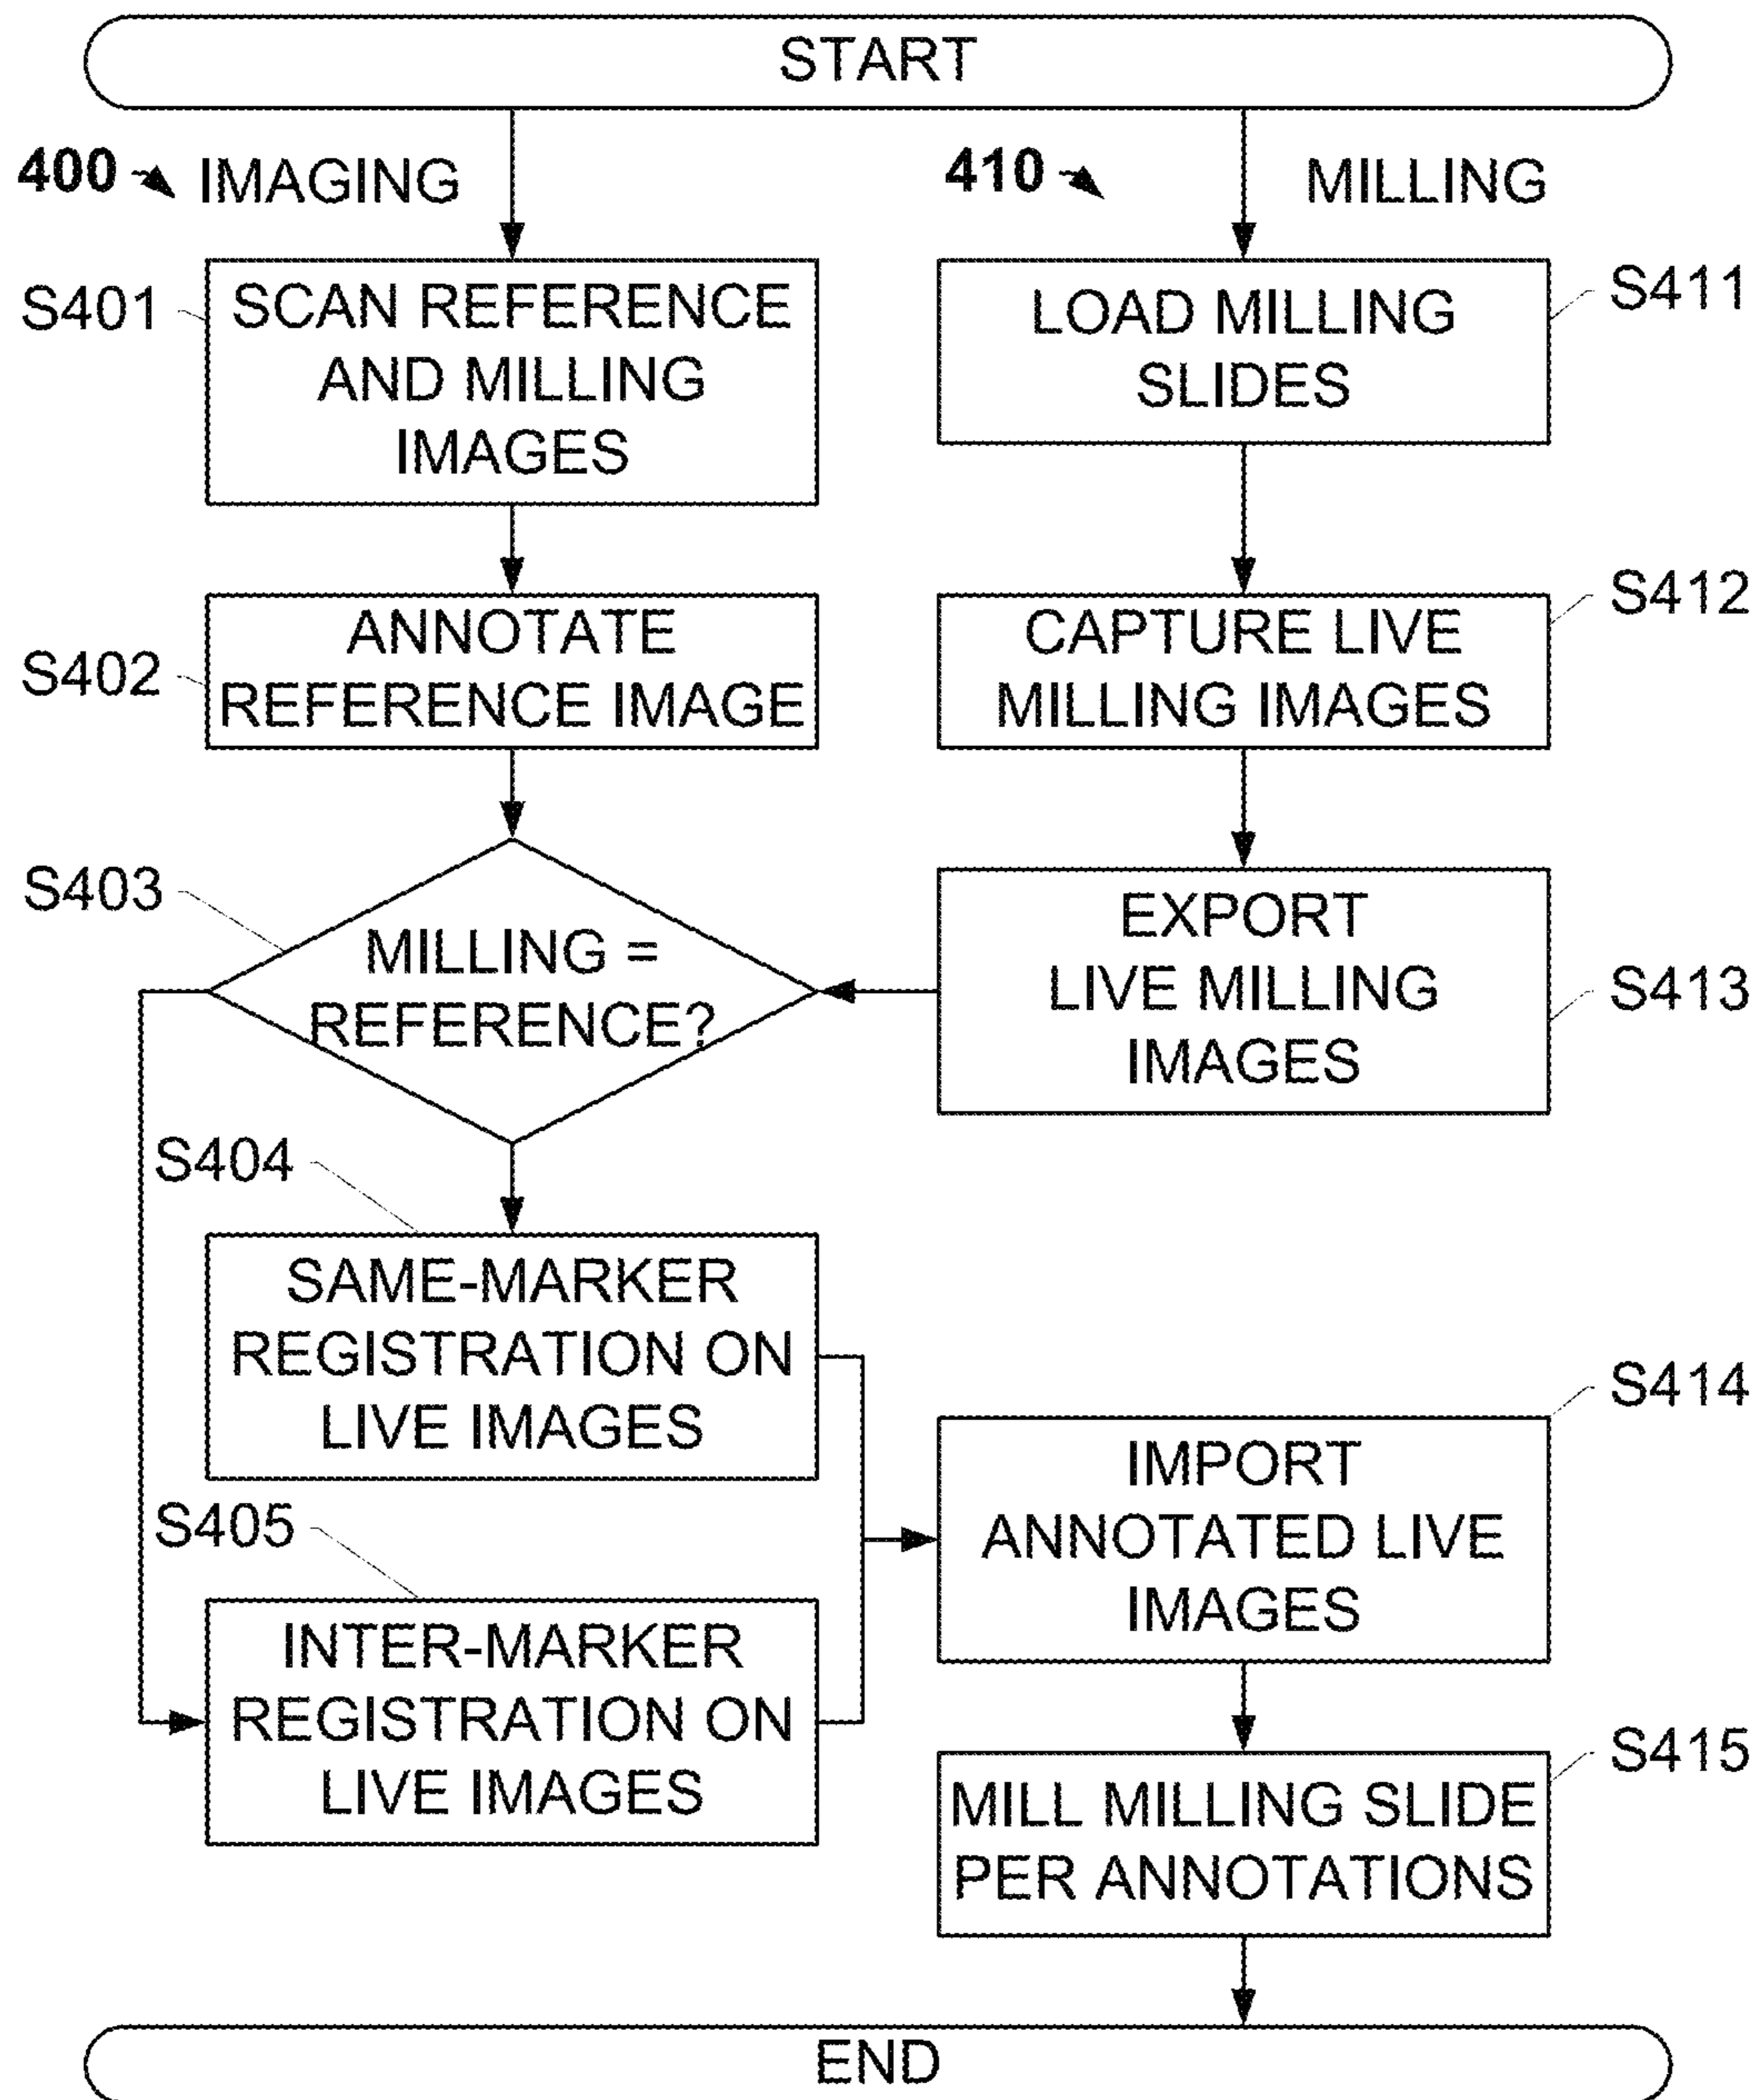 START
400 IMAGING
410 MILLING
S401
SCAN REFERENCE
AND MILLING
IMAGES
S411
LOAD MILLING
SLIDES
S402
ANNOTATE
REFERENCE IMAGE
S412
CAPTURE LIVE
MILLING IMAGES
S403
MILLING =
REFERENCE?
S413
EXPORT
LIVE MILLING
IMAGES
S404
SAME-MARKER
REGISTRATION ON
LIVE IMAGES
S405
INTER-MARKER
REGISTRATION ON
LIVE IMAGES
S414
IMPORT
ANNOTATED LIVE
IMAGES
S415
MILL MILLING SLIDE
PER ANNOTATIONS
END